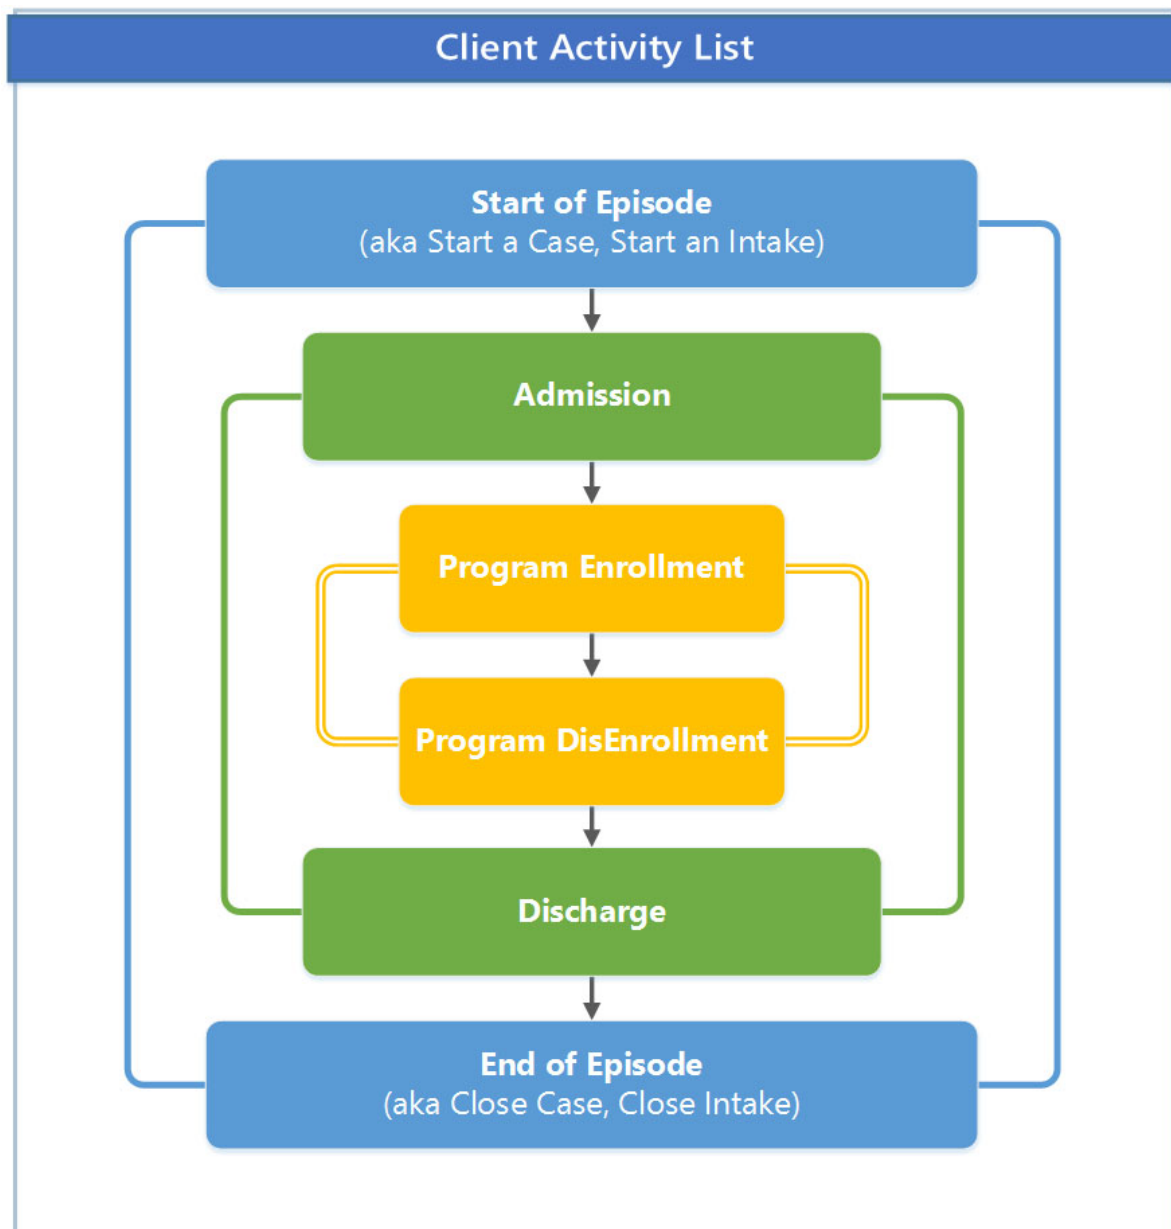 Client Activity List
Start of Episode
(aka Start a Case, Start an Intake)
Admission
Program Enrollment
Program DisEnrollment
Discharge
End of Episode
(aka Close Case, Close Intake)